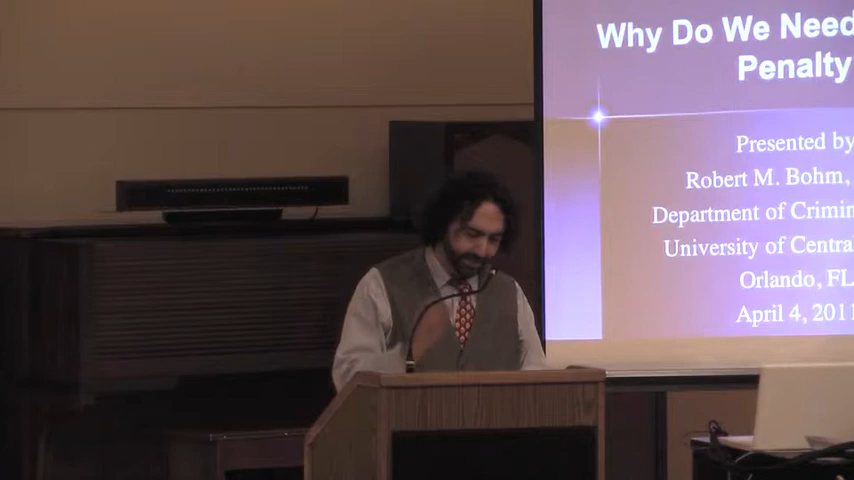 Why Do We Need
Penalty
Presented by
Robert M. Bohm,
Department of Crimin
University of Centra
Orlando, FL
April 4, 2011